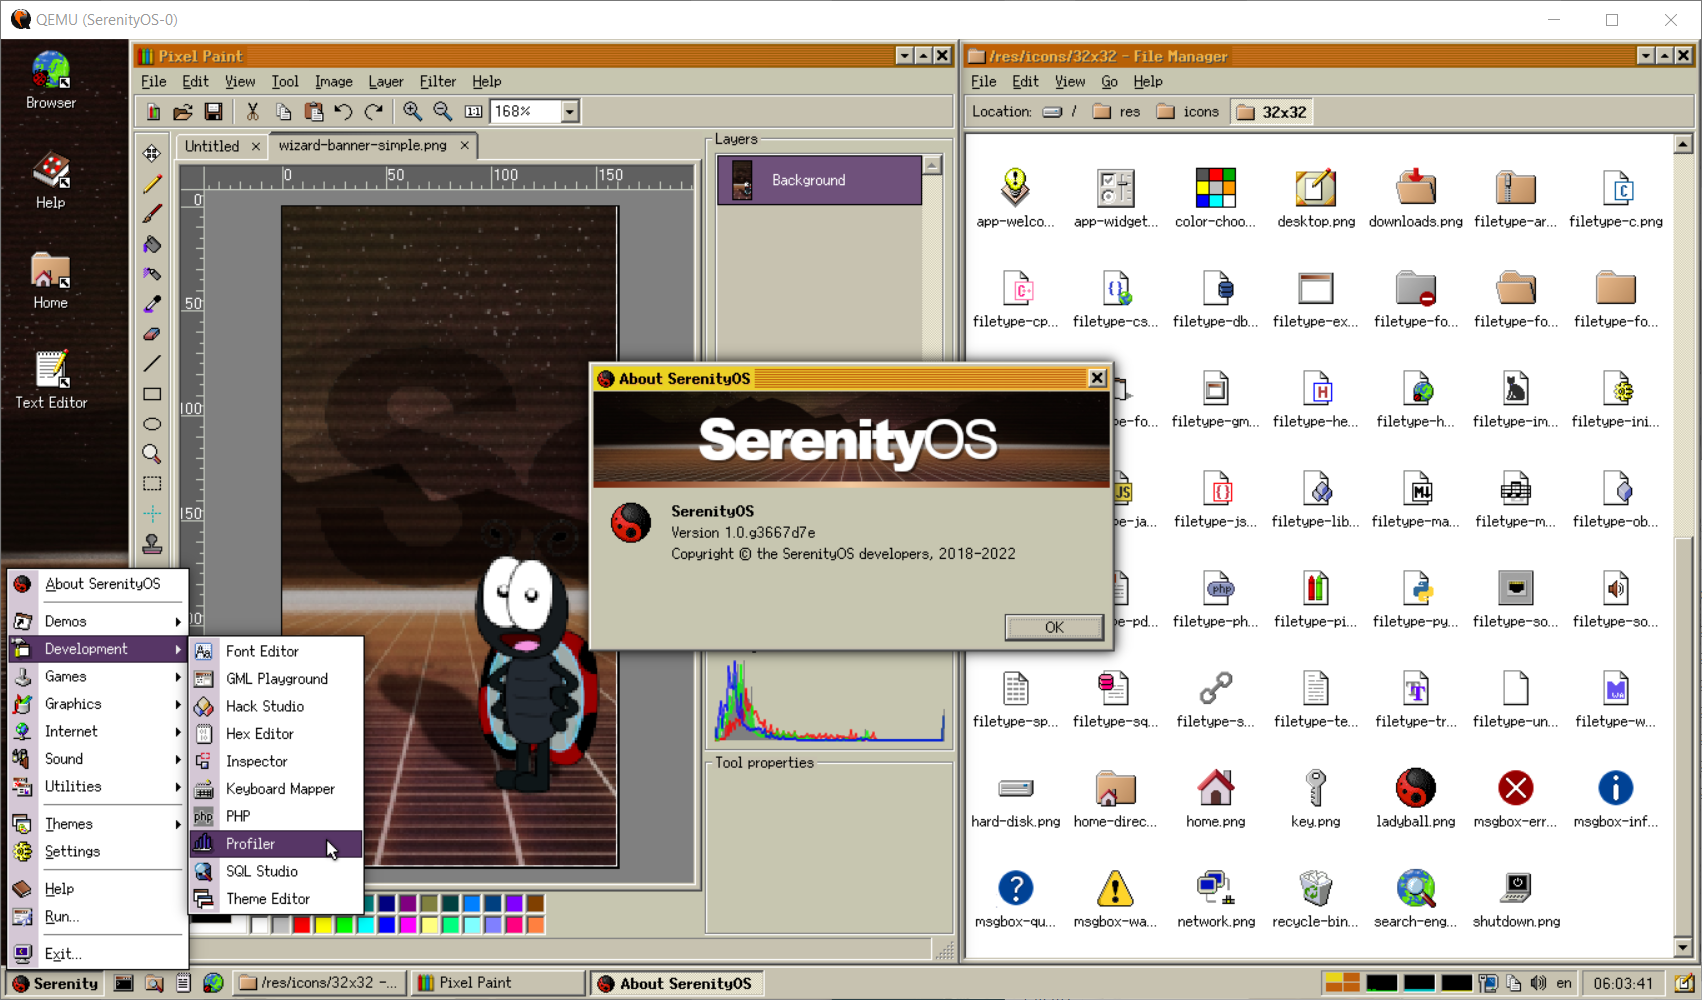 QEMU (SerenityOS-0)
Browser
Help
Home
Text Editor
Pixel Paint
File Edit View Tool Image Layer Filter Help
1:1 168%
Untitled wizard-banner-simple.png
0 50 100 150
0
50
100
150
Layers
Background
Tool properties
/res/icons/32x32 - File Manager
File Edit View Go Help
Location: / res icons 32x32
app-welco... app-widget... color-choo... desktop.png downloads.png filetype-ar... filetype-c.png
filetype-cp... filetype-cs... filetype-db... filetype-ex... filetype-fo... filetype-fo... filetype-fo...
pe-fo... filetype-gm... filetype-he... filetype-h... filetype-im... filetype-ini...
pe-ja... filetype-js... filetype-lib... filetype-ma... filetype-m... filetype-ob...
pe-pd... filetype-ph... filetype-pi... filetype-py... filetype-so... filetype-so...
filetype-sp... filetype-sq... filetype-s... filetype-te... filetype-tr... filetype-un... filetype-w...
hard-disk.png home-direc... home.png key.png ladyball.png msgbox-err... msgbox-inf...
msgbox-qu... msgbox-wa... network.png recycle-bin... search-eng... shutdown.png
About SerenityOS
SerenityOS
SerenityOS
Version 1.0.g3667d7e
Copyright © the SerenityOS developers, 2018-2022
OK
About SerenityOS
Demos
Development
Games
Graphics
Internet
Sound
Utilities
Themes
Settings
Help
Run...
Exit...
Font Editor
GML Playground
Hack Studio
Hex Editor
Inspector
Keyboard Mapper
php PHP
Profiler
SQL Studio
Theme Editor
Serenity /res/icons/32x32 -... Pixel Paint About SerenityOS en 06:03:41